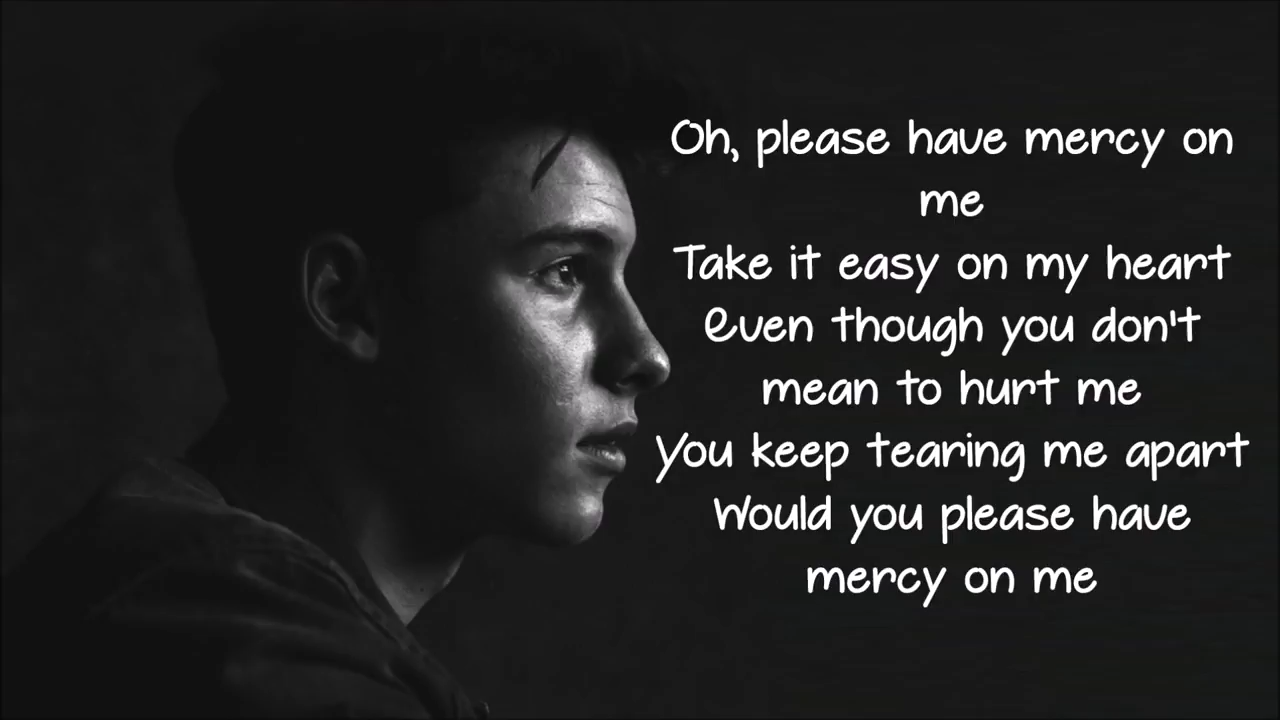 Oh, please have mercy on
me
Take it easy on my heart
Even though you don't
mean to hurt me
You keep tearing me apart
Would you please have
mercy on me